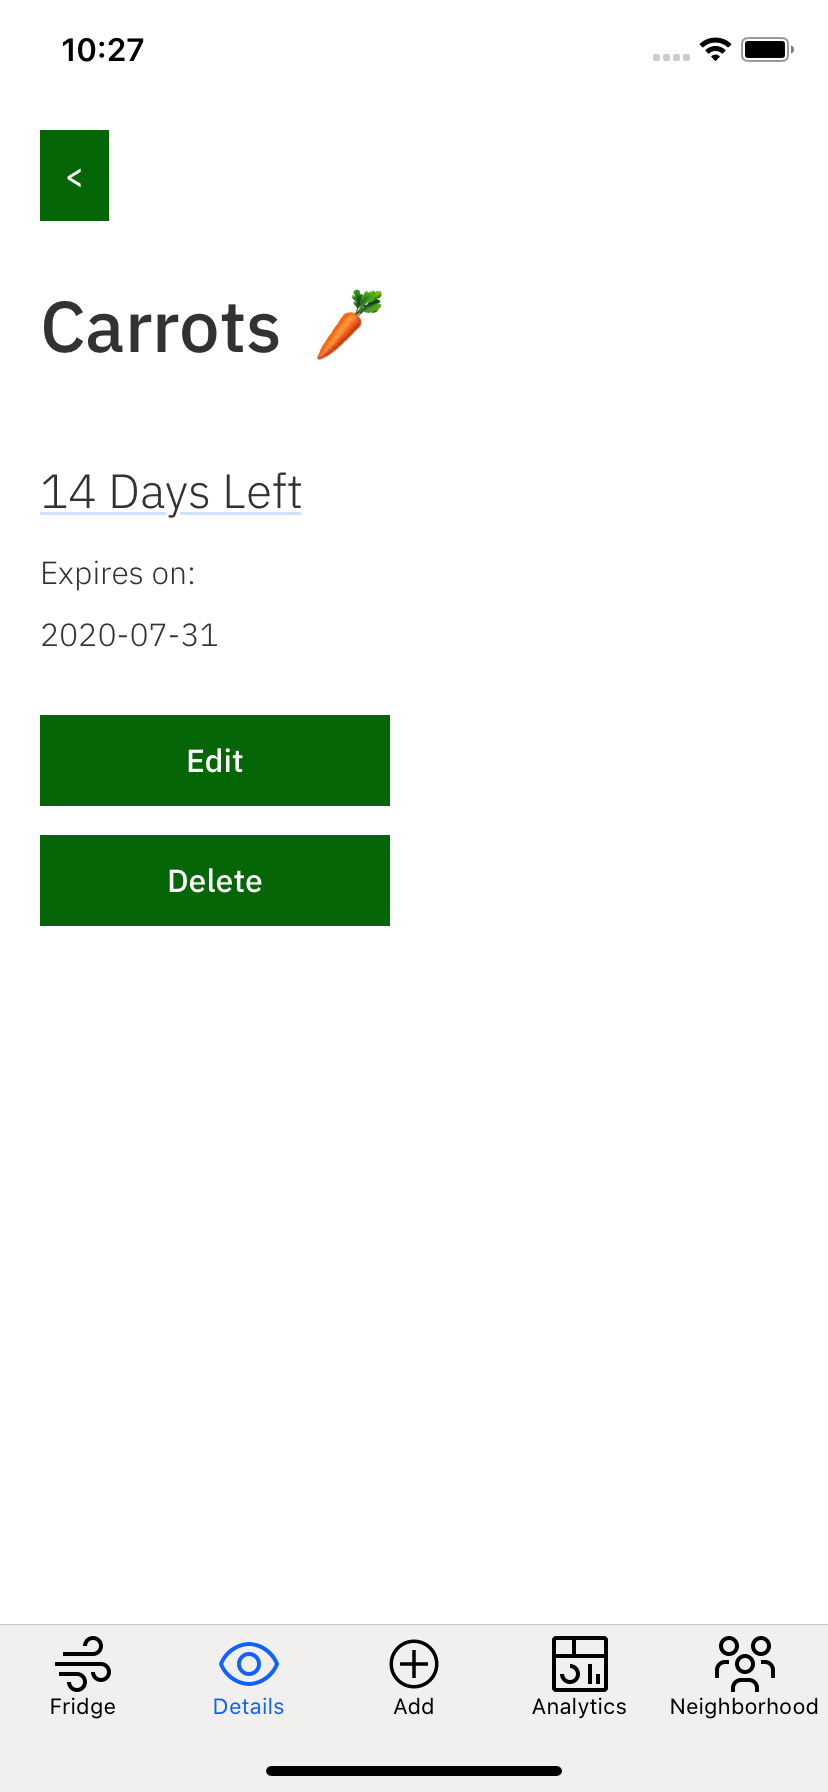 10:27
<
Carrots 🥕
14 Days Left
Expires on:
2020-07-31
Edit
Delete
Fridge
Details
Add
Analytics
Neighborhood